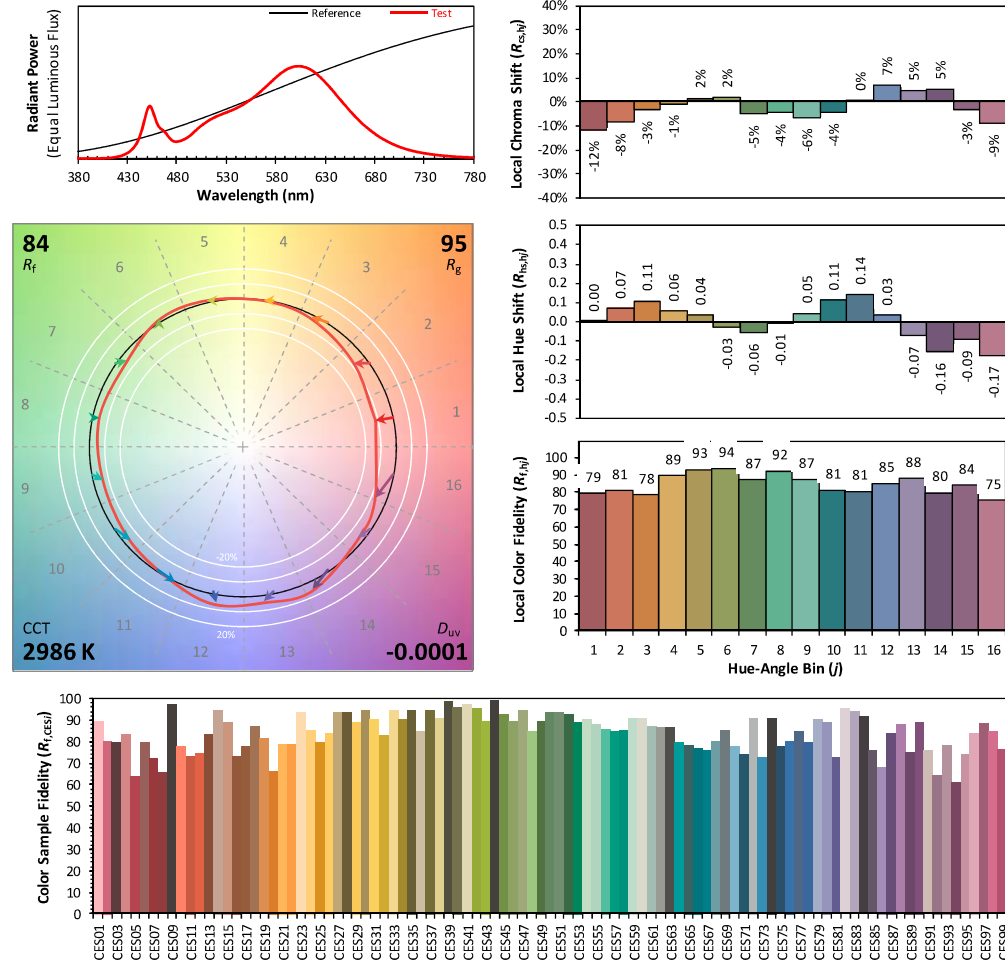 Radiant Power
(Equal Luminous Flux)
Reference
Test
380 430 480 530 580 630 680 730 780
Wavelength (nm)
Local Chroma Shift (Rcs,hj)
40%
30%
20%
10%
0%
-10%
-20%
-30%
-40%
-12% -8% -3% -1% 2% 2% -5% -4% -6% -4% 0% 7% 5% 5% -3% -9%
84
Rf
95
Rg
5 4
6 3
7 2
8 1
9 16
10 15
11 14
12 13
-20%
20%
CCT
2986 K
Duv
-0.0001
Local Hue Shift (Rhs,hj)
0.5
0.4
0.3
0.2
0.1
0.0
-0.1
-0.2
-0.3
-0.4
-0.5
0.00 0.07 0.11 0.06 0.04 -0.03 -0.06 -0.01 0.05 0.11 0.14 0.03 -0.07 -0.16 -0.09 -0.17
Local Color Fidelity (Rf,hj)
100
90
80
70
60
50
40
30
20
10
0
79 81 78 89 93 94 87 92 87 81 81 85 88 80 84 75
1 2 3 4 5 6 7 8 9 10 11 12 13 14 15 16
Hue-Angle Bin (j)
Color Sample Fidelity (Rf,CESi)
100
90
80
70
60
50
40
30
20
10
0
CES01 CES03 CES05 CES07 CES09 CES11 CES13 CES15 CES17 CES19 CES21 CES23 CES25 CES27 CES29 CES31 CES33 CES35 CES37 CES39 CES41 CES43 CES45 CES47 CES49 CES51 CES53 CES55 CES57 CES59 CES61 CES63 CES65 CES67 CES69 CES71 CES73 CES75 CES77 CES79 CES81 CES83 CES85 CES87 CES89 CES91 CES93 CES95 CES97 CES99